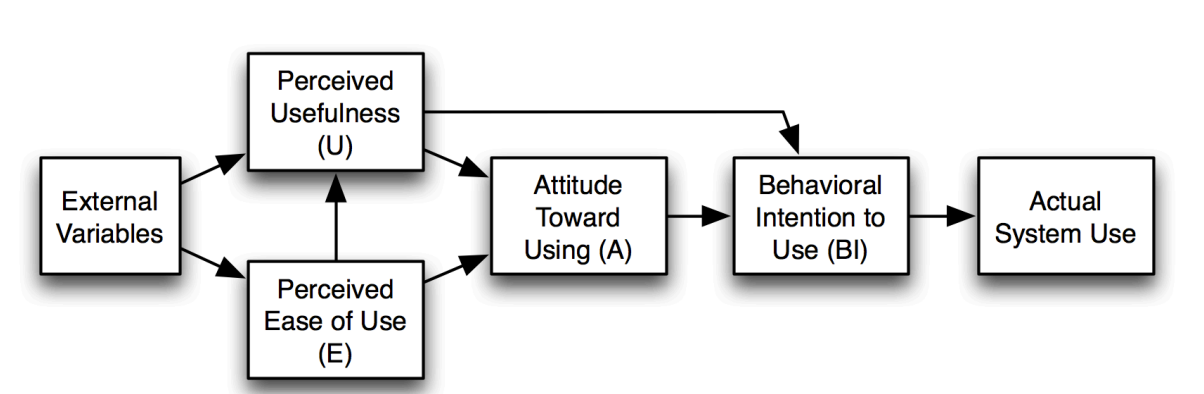 Perceived
Usefulness
(U)
External
Variables
Perceived
Ease of Use
(E)
Attitude
Toward
Using (A)
Behavioral
Intention to
Use (BI)
Actual
System Use